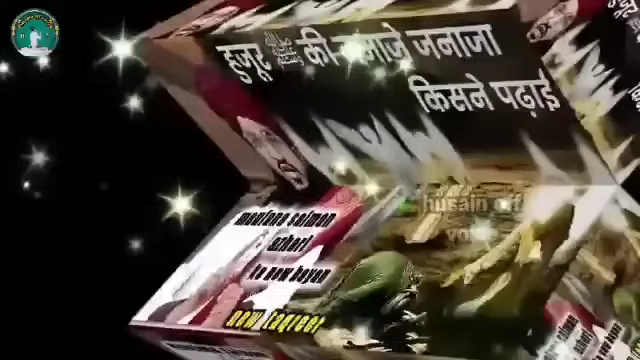 हुजूर ﷺ की नमाजे जनाजा
किसने पढ़ाई
husain
maulana salman
azhari
ka new bayan
new taqreer